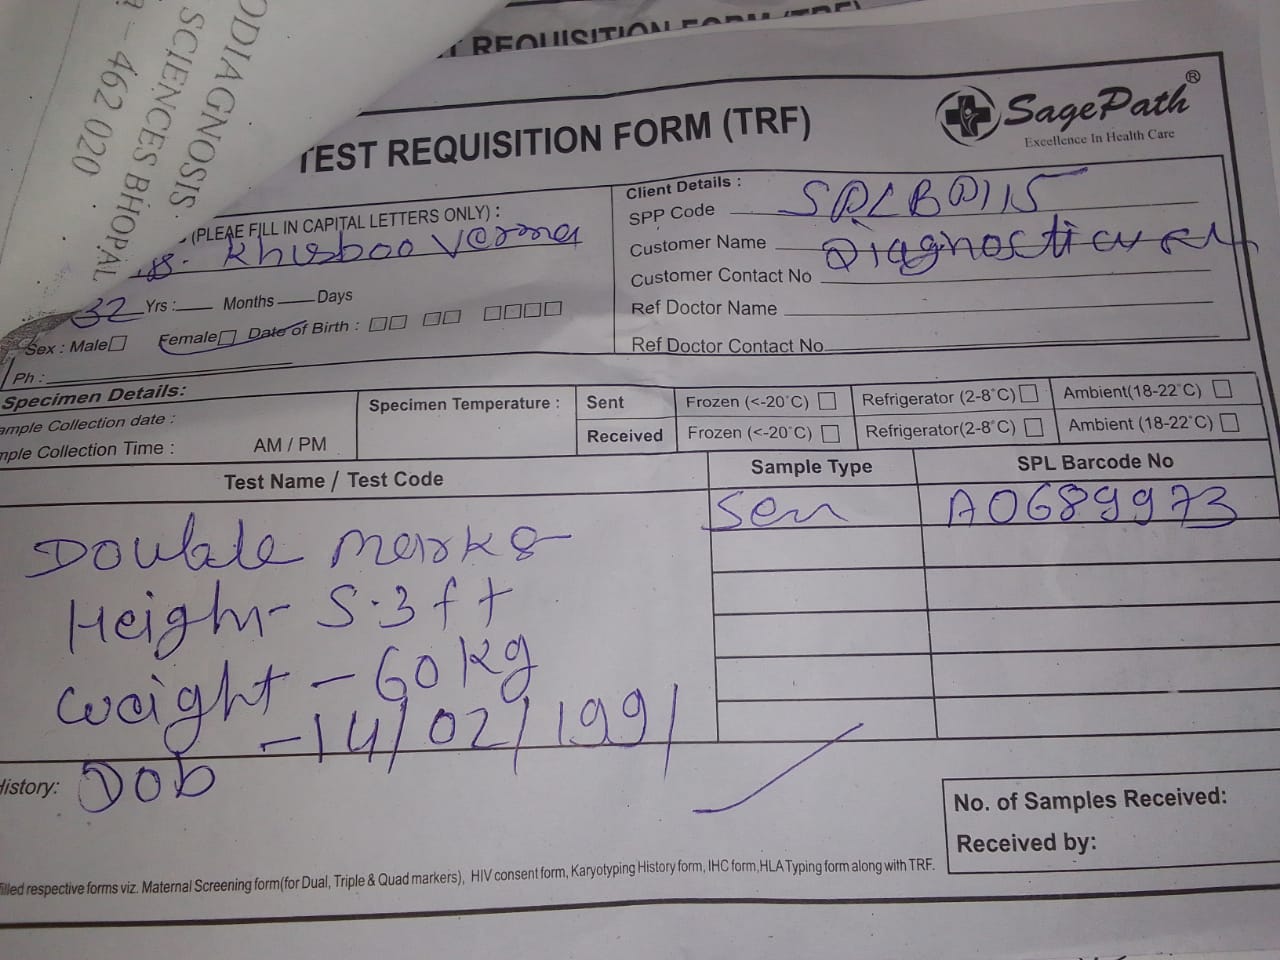 ODIAGNOSIS
SCIENCES BHOPAL
- 462 020
REQUISITION FORM (TRF)
TEST REQUISITION FORM (TRF)
SagePath®
Excellence In Health Care
(PLEAE FILL IN CAPITAL LETTERS ONLY) :
Khusboo Verma
32 Yrs : Months Days
Sex : Male Female Date of Birth :
Ph :
Client Details :
SPP Code SPLBP115
Customer Name
Customer Contact No
Ref Doctor Name
Ref Doctor Contact No
Specimen Details:
ample Collection date :
mple Collection Time : AM / PM
Specimen Temperature :
Sent Frozen (<-20°C) Refrigerator (2-8°C) Ambient(18-22°C)
Received Frozen (<-20°C) Refrigerator(2-8°C) Ambient (18-22°C)
Test Name / Test Code Sample Type SPL Barcode No
Ser A0689973
Double marks
Height- 5.3 ft
Weight - 60 kg
Dob - 14/02/1991
History:
No. of Samples Received:
Received by:
filled respective forms viz. Maternal Screening form(for Dual, Triple & Quad markers), HIV consent form, Karyotyping History form, IHC form,HLA Typing form along with TRF.